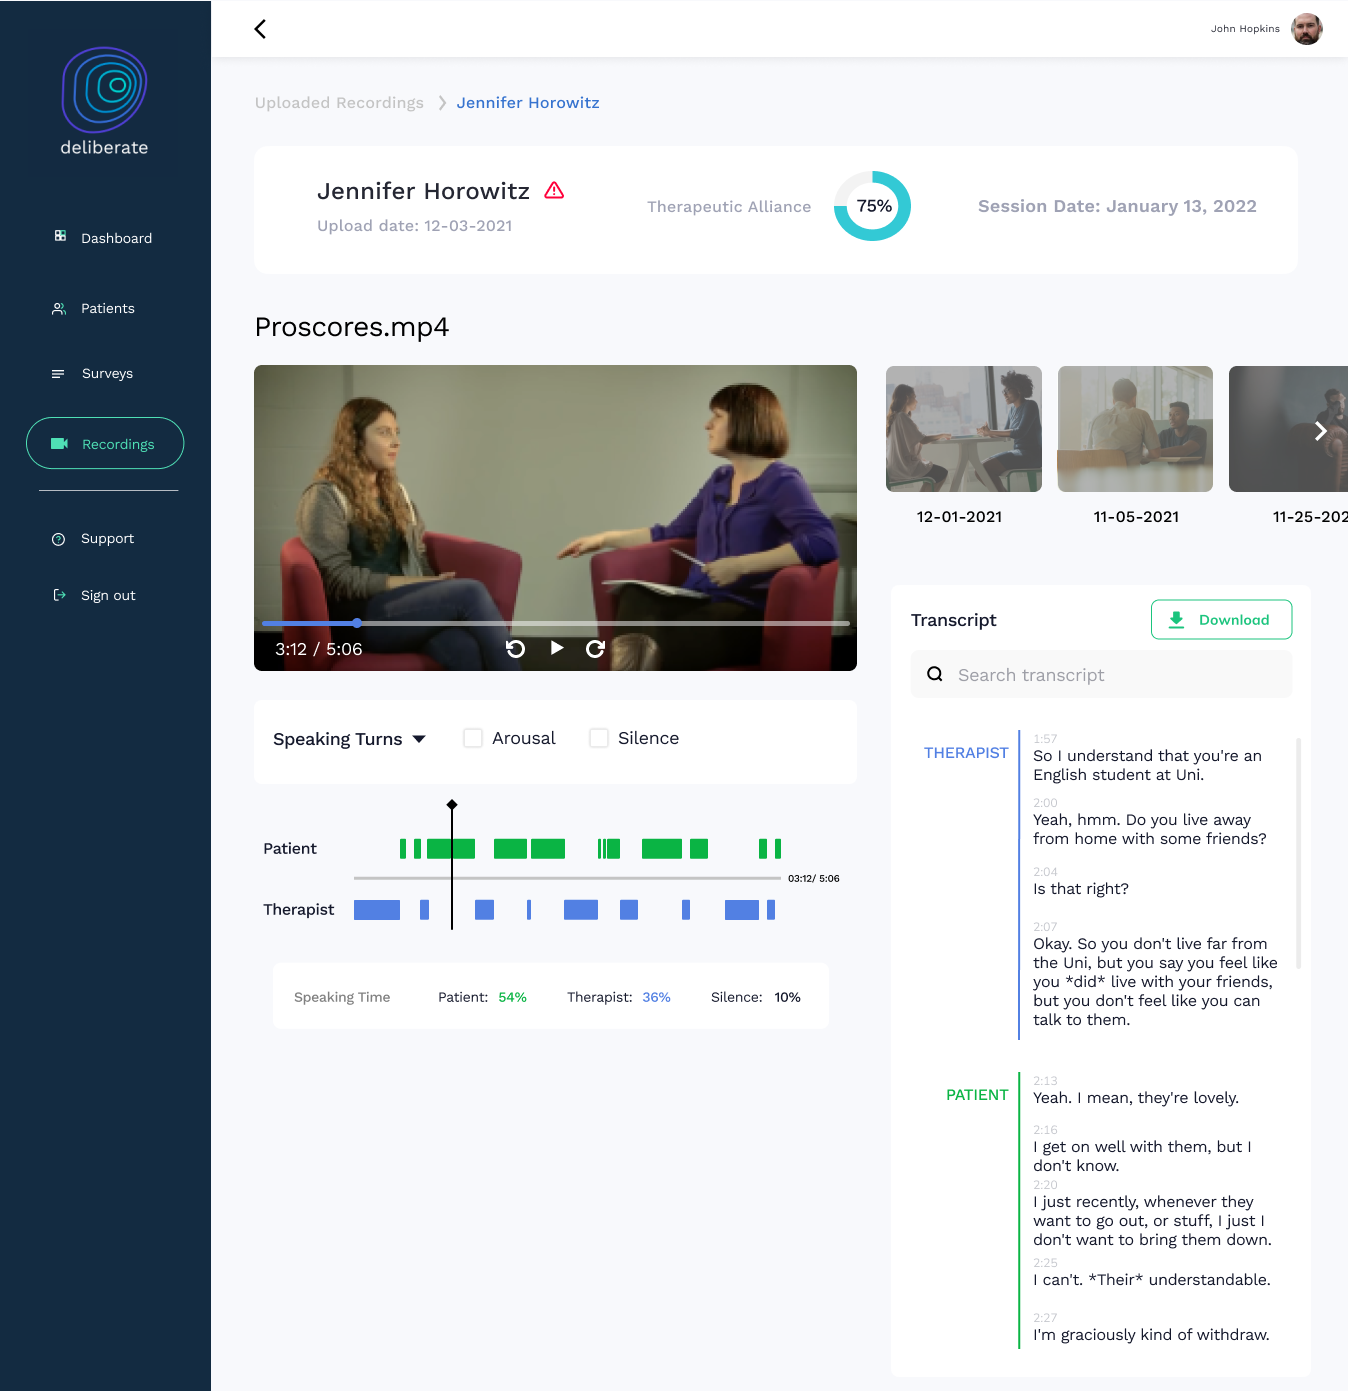 John Hopkins
deliberate
Dashboard
Patients
Surveys
Recordings
Support
Sign out
Uploaded Recordings
Jennifer Horowitz
Jennifer Horowitz
Upload date: 12-03-2021
Therapeutic Alliance
75%
Session Date: January 13, 2022
Proscores.mp4
3:12 / 5:06
12-01-2021
11-05-2021
11-25-202
Speaking Turns
Arousal
Silence
Patient
03:12/ 5:06
Therapist
Speaking Time
Patient: 54%
Therapist: 36%
Silence: 10%
Transcript
Download
Search transcript
THERAPIST
1:57
So I understand that you're an
English student at Uni.
2:00
Yeah, hmm. Do you live away
from home with some friends?
2:04
Is that right?
2:07
Okay. So you don't live far from
the Uni, but you say you feel like
you *did* live with your friends,
but you don't feel like you can
talk to them.
PATIENT
2:13
Yeah. I mean, they're lovely.
2:16
I get on well with them, but I
don't know.
2:20
I just recently, whenever they
want to go out, or stuff, I just I
don't want to bring them down.
2:25
I can't. *Their* understandable.
2:27
I'm graciously kind of withdraw.